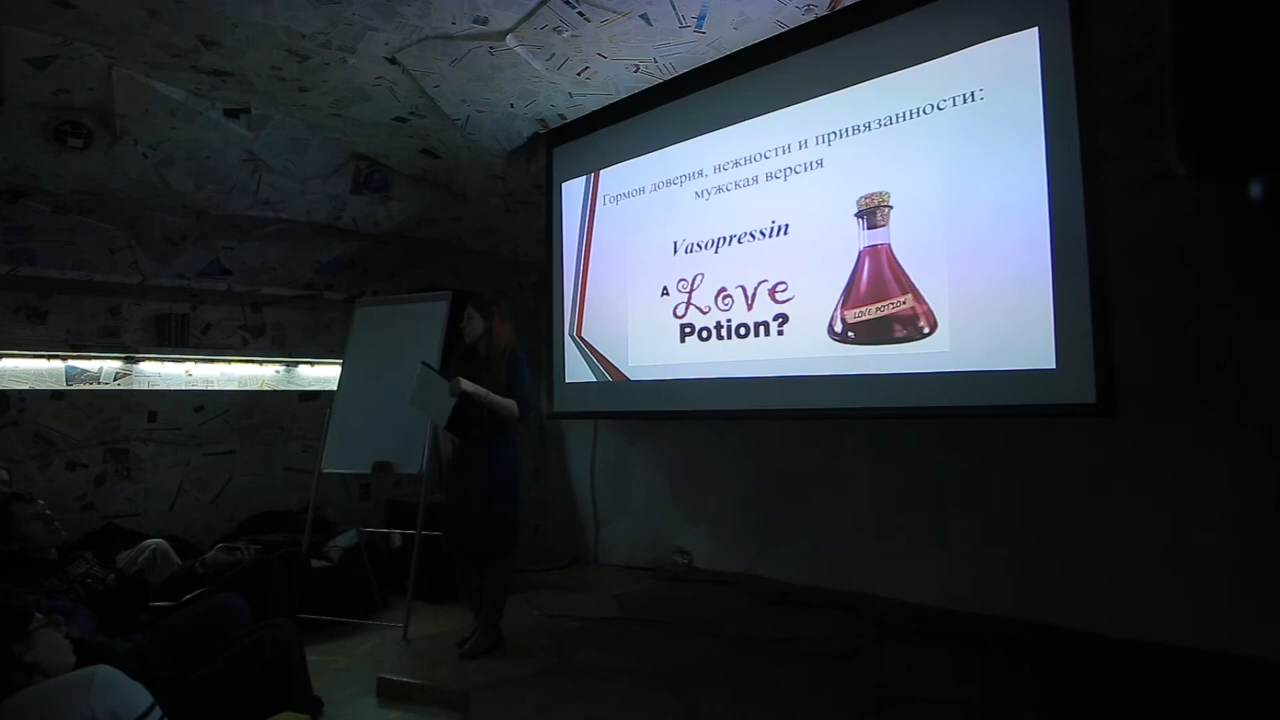 Гормон доверия, нежности и привязанности:
мужская версия
Vasopressin
A Love
Potion?
LOVE POTION